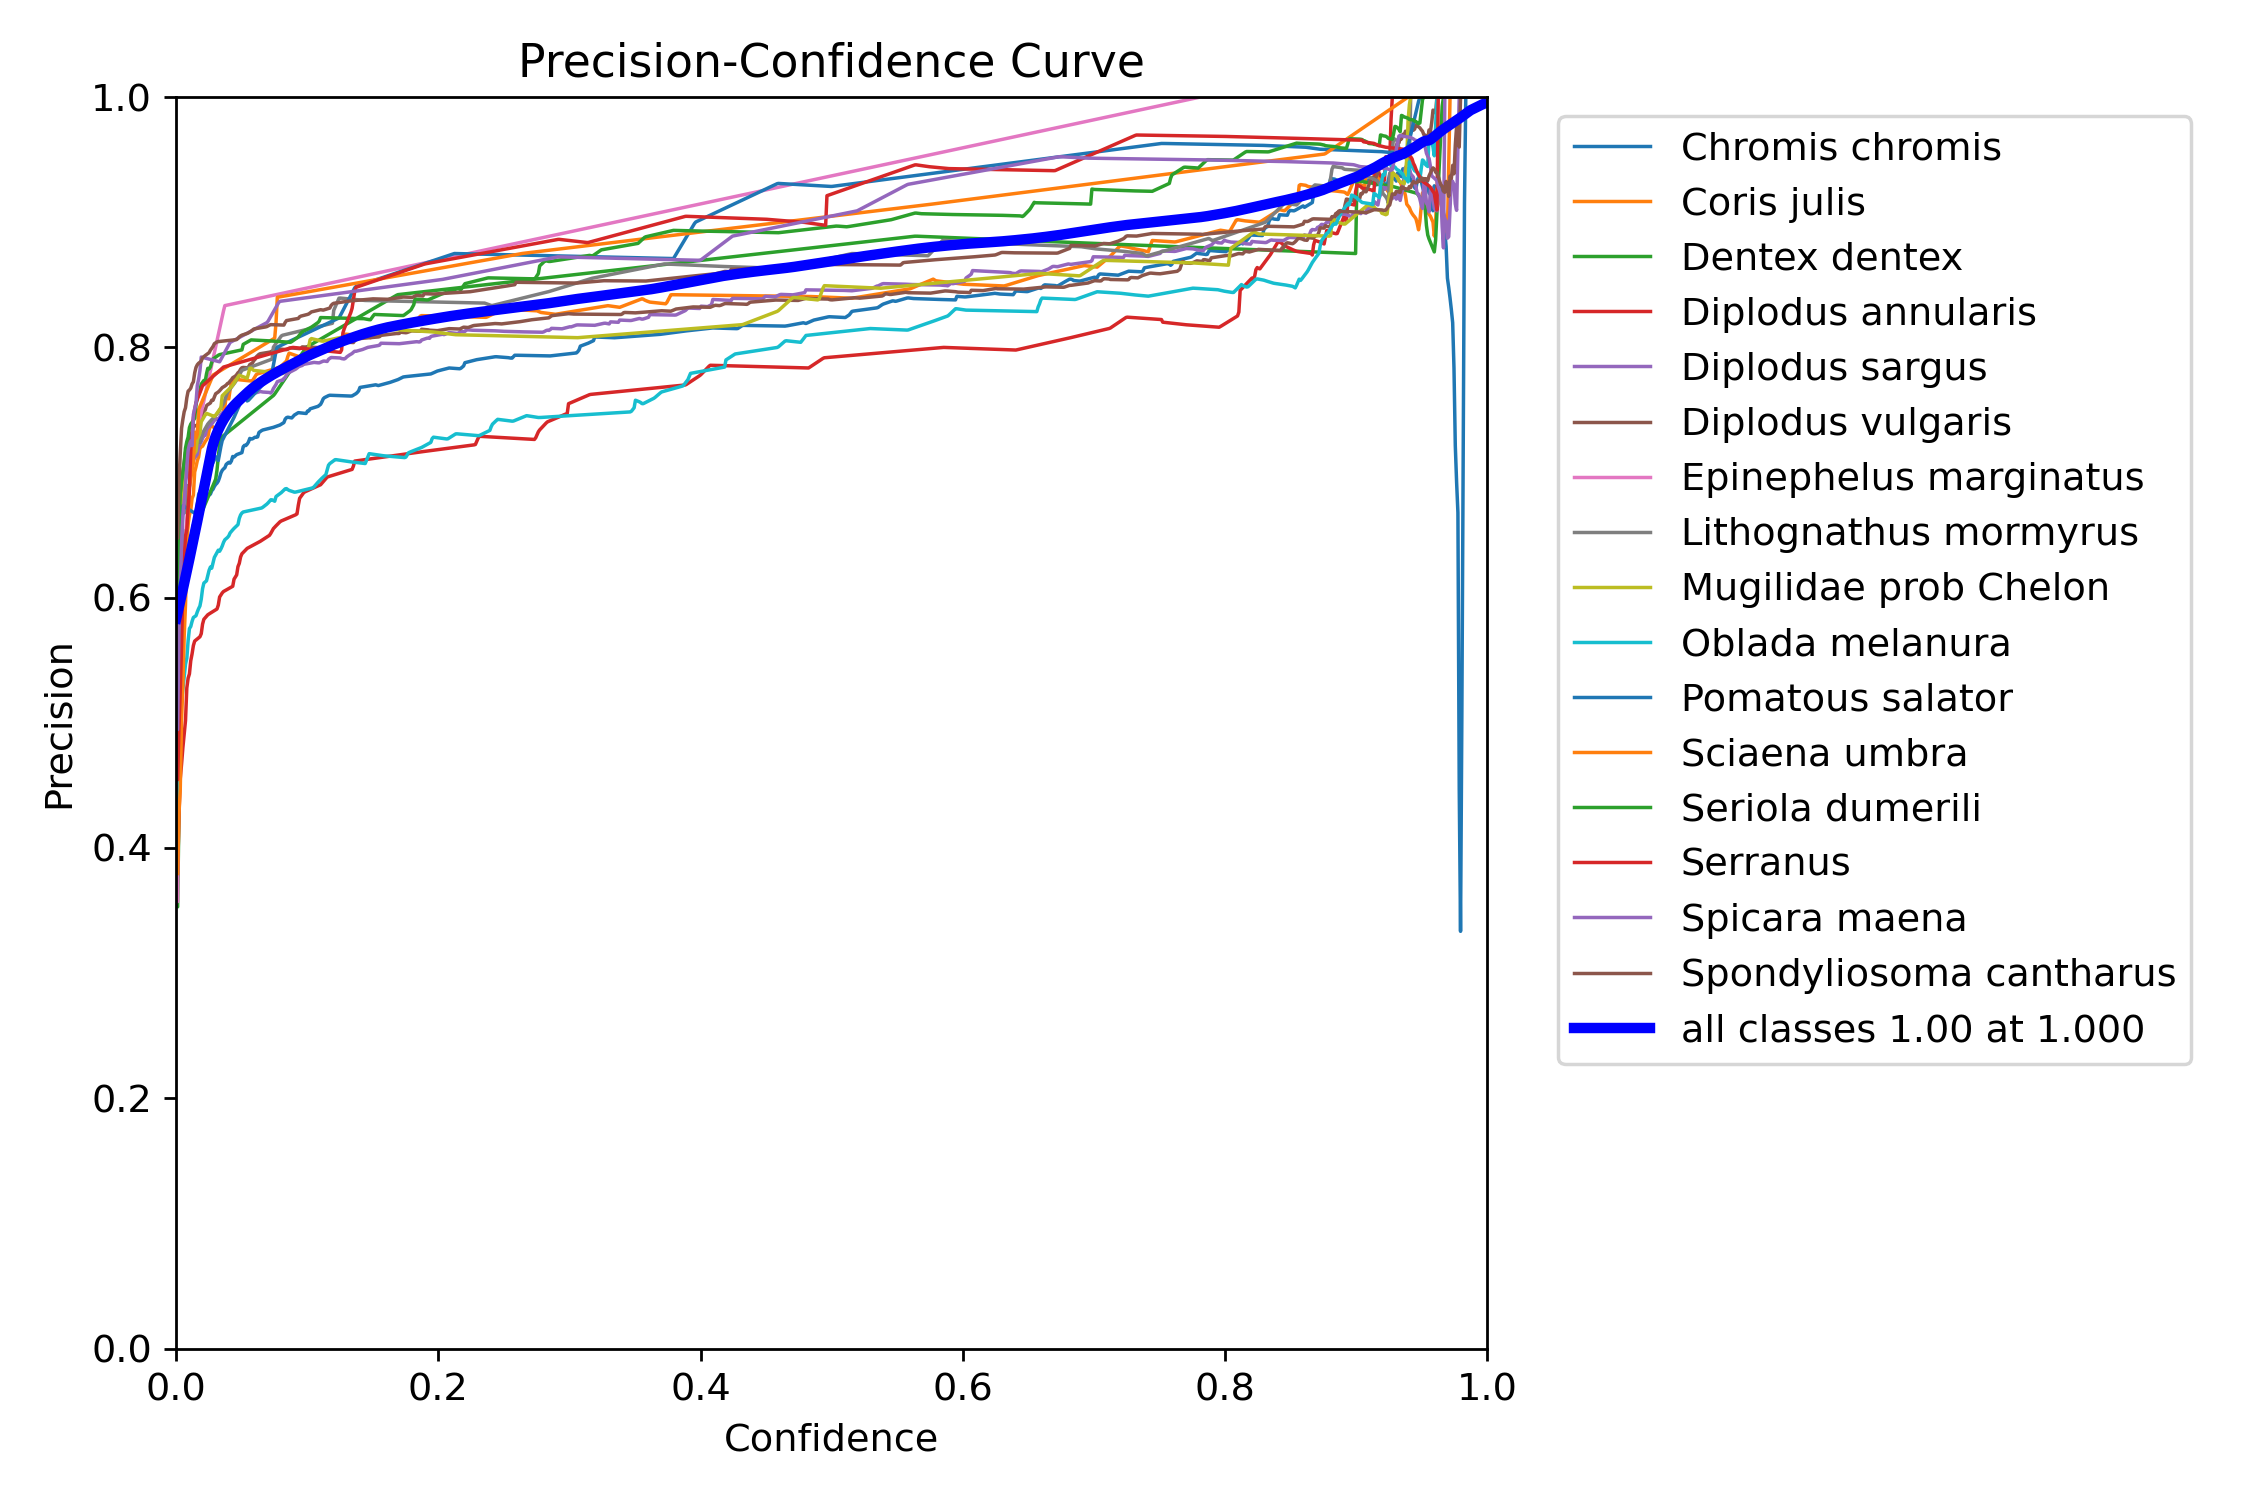 Precision-Confidence Curve
1.0
0.8
0.6
0.4
0.2
0.0
Precision
0.0 0.2 0.4 0.6 0.8 1.0
Confidence
Chromis chromis
Coris julis
Dentex dentex
Diplodus annularis
Diplodus sargus
Diplodus vulgaris
Epinephelus marginatus
Lithognathus mormyrus
Mugilidae prob Chelon
Oblada melanura
Pomatous salator
Sciaena umbra
Seriola dumerili
Serranus
Spicara maena
Spondyliosoma cantharus
all classes 1.00 at 1.000